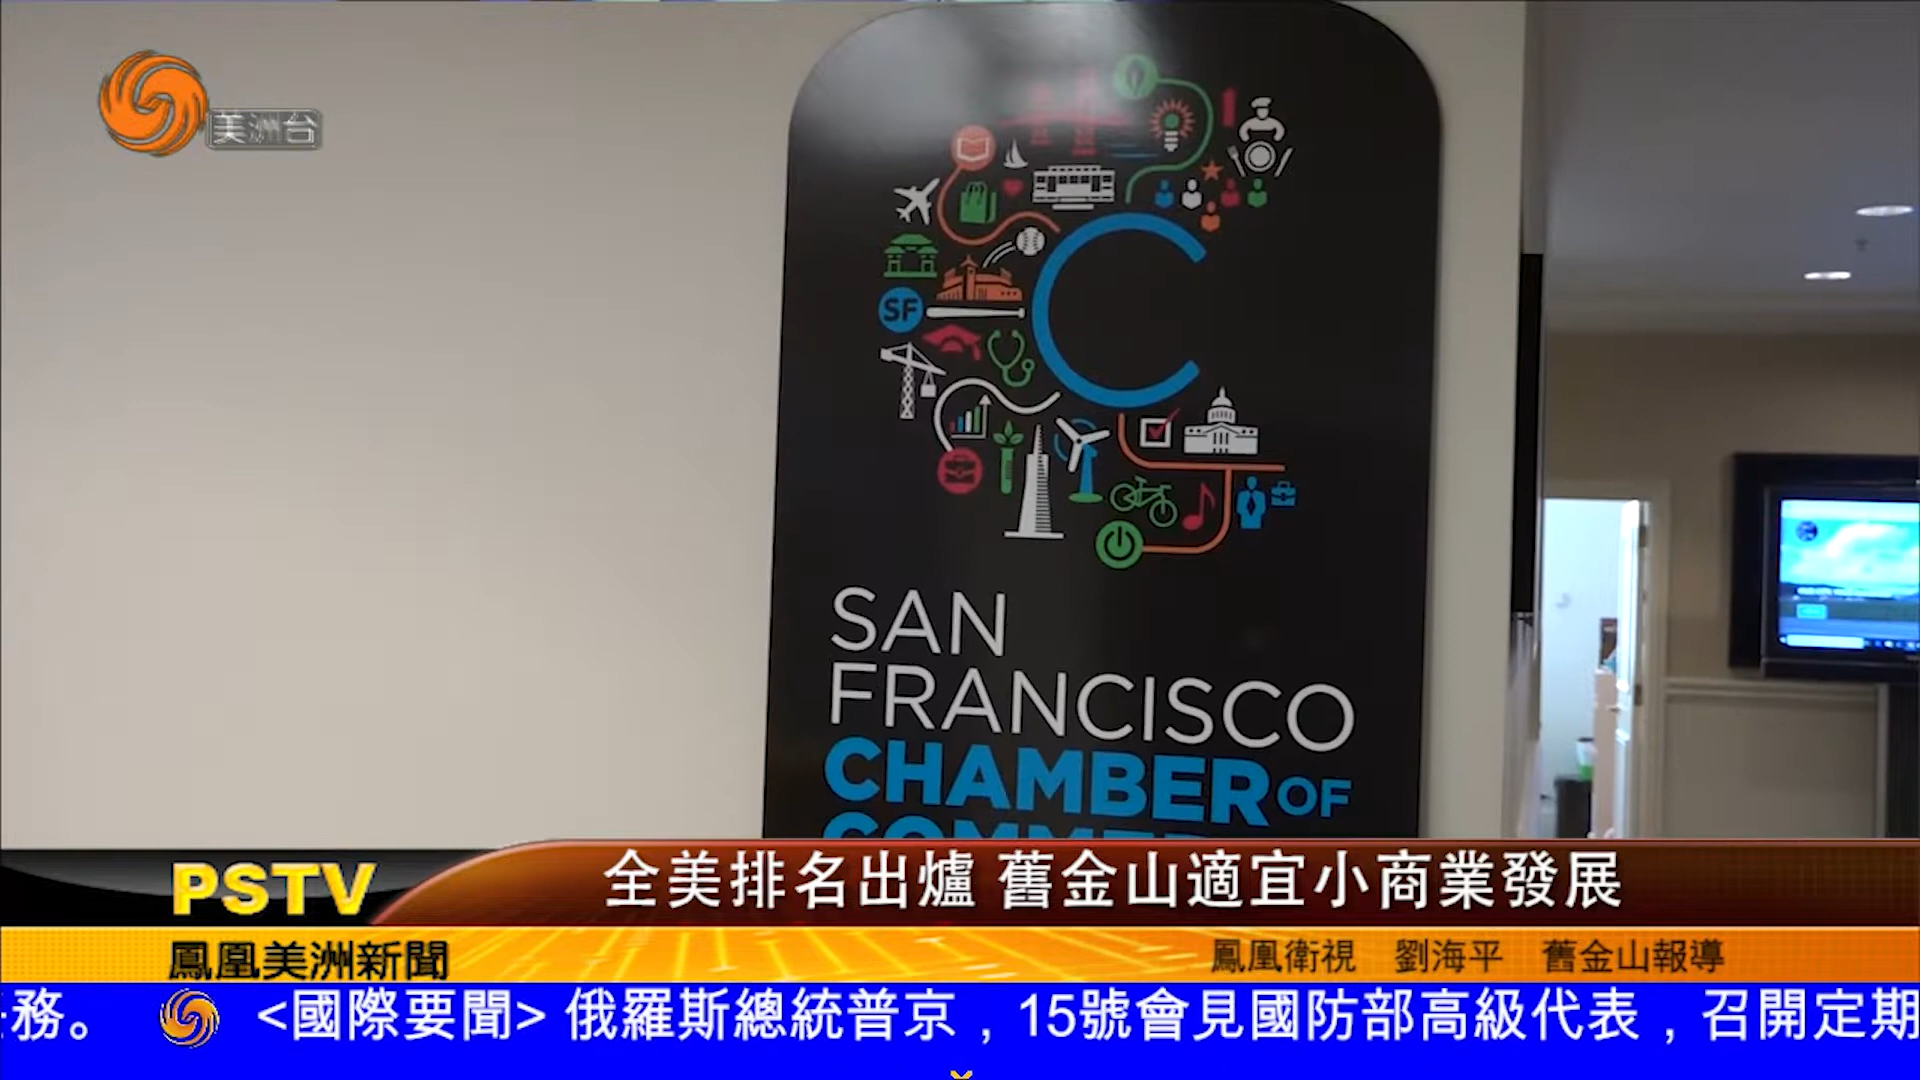 美洲台
SF
C
SAN
FRANCISCO
CHAMBER OF
COMMER
PSTV
全美排名出爐 舊金山適宜小商業發展
鳳凰美洲新聞
鳳凰衛視 劉海平 舊金山報導
務。 <國際要聞> 俄羅斯總統普京，15號會見國防部高級代表，召開定期